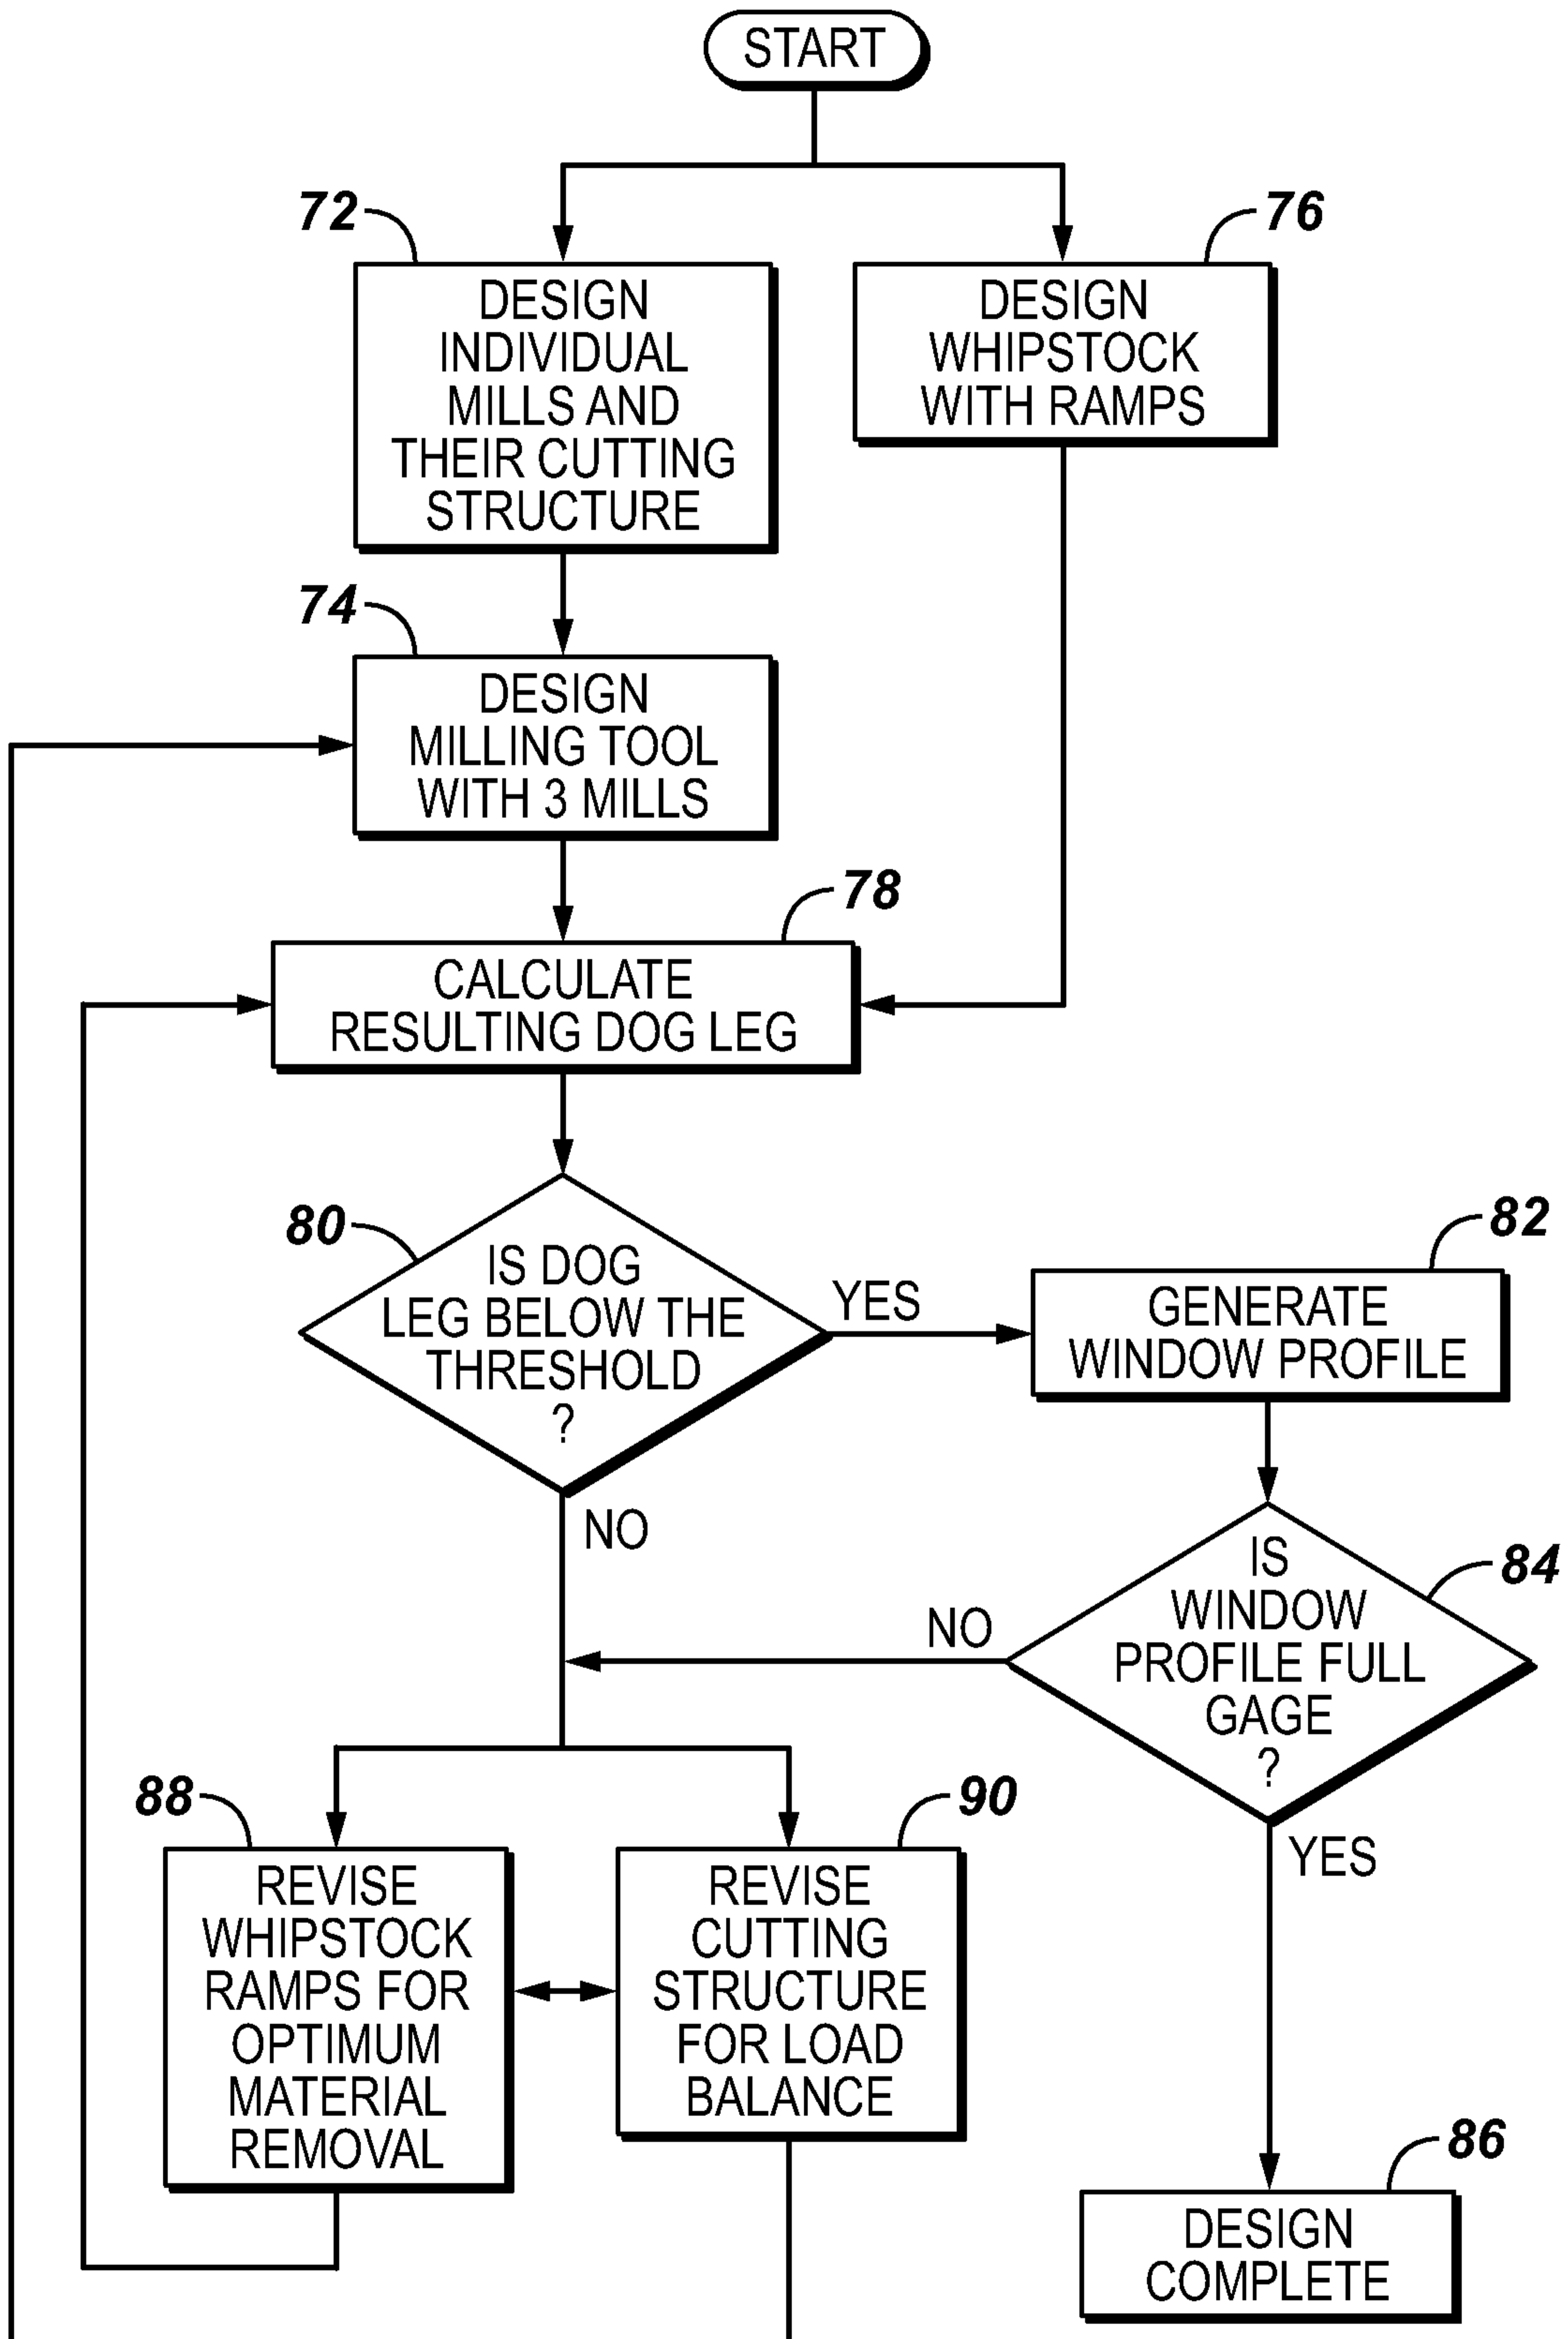 START
72
76
DESIGN
INDIVIDUAL
MILLS AND
THEIR CUTTING
STRUCTURE
DESIGN
WHIPSTOCK
WITH RAMPS
74
DESIGN
MILLING TOOL
WITH 3 MILLS
78
CALCULATE
RESULTING DOG LEG
80
IS DOG
LEG BELOW THE
THRESHOLD
?
YES
NO
82
GENERATE
WINDOW PROFILE
84
IS
WINDOW
PROFILE FULL
GAGE
?
NO
YES
88
REVISE
WHIPSTOCK
RAMPS FOR
OPTIMUM
MATERIAL
REMOVAL
90
REVISE
CUTTING
STRUCTURE
FOR LOAD
BALANCE
86
DESIGN
COMPLETE